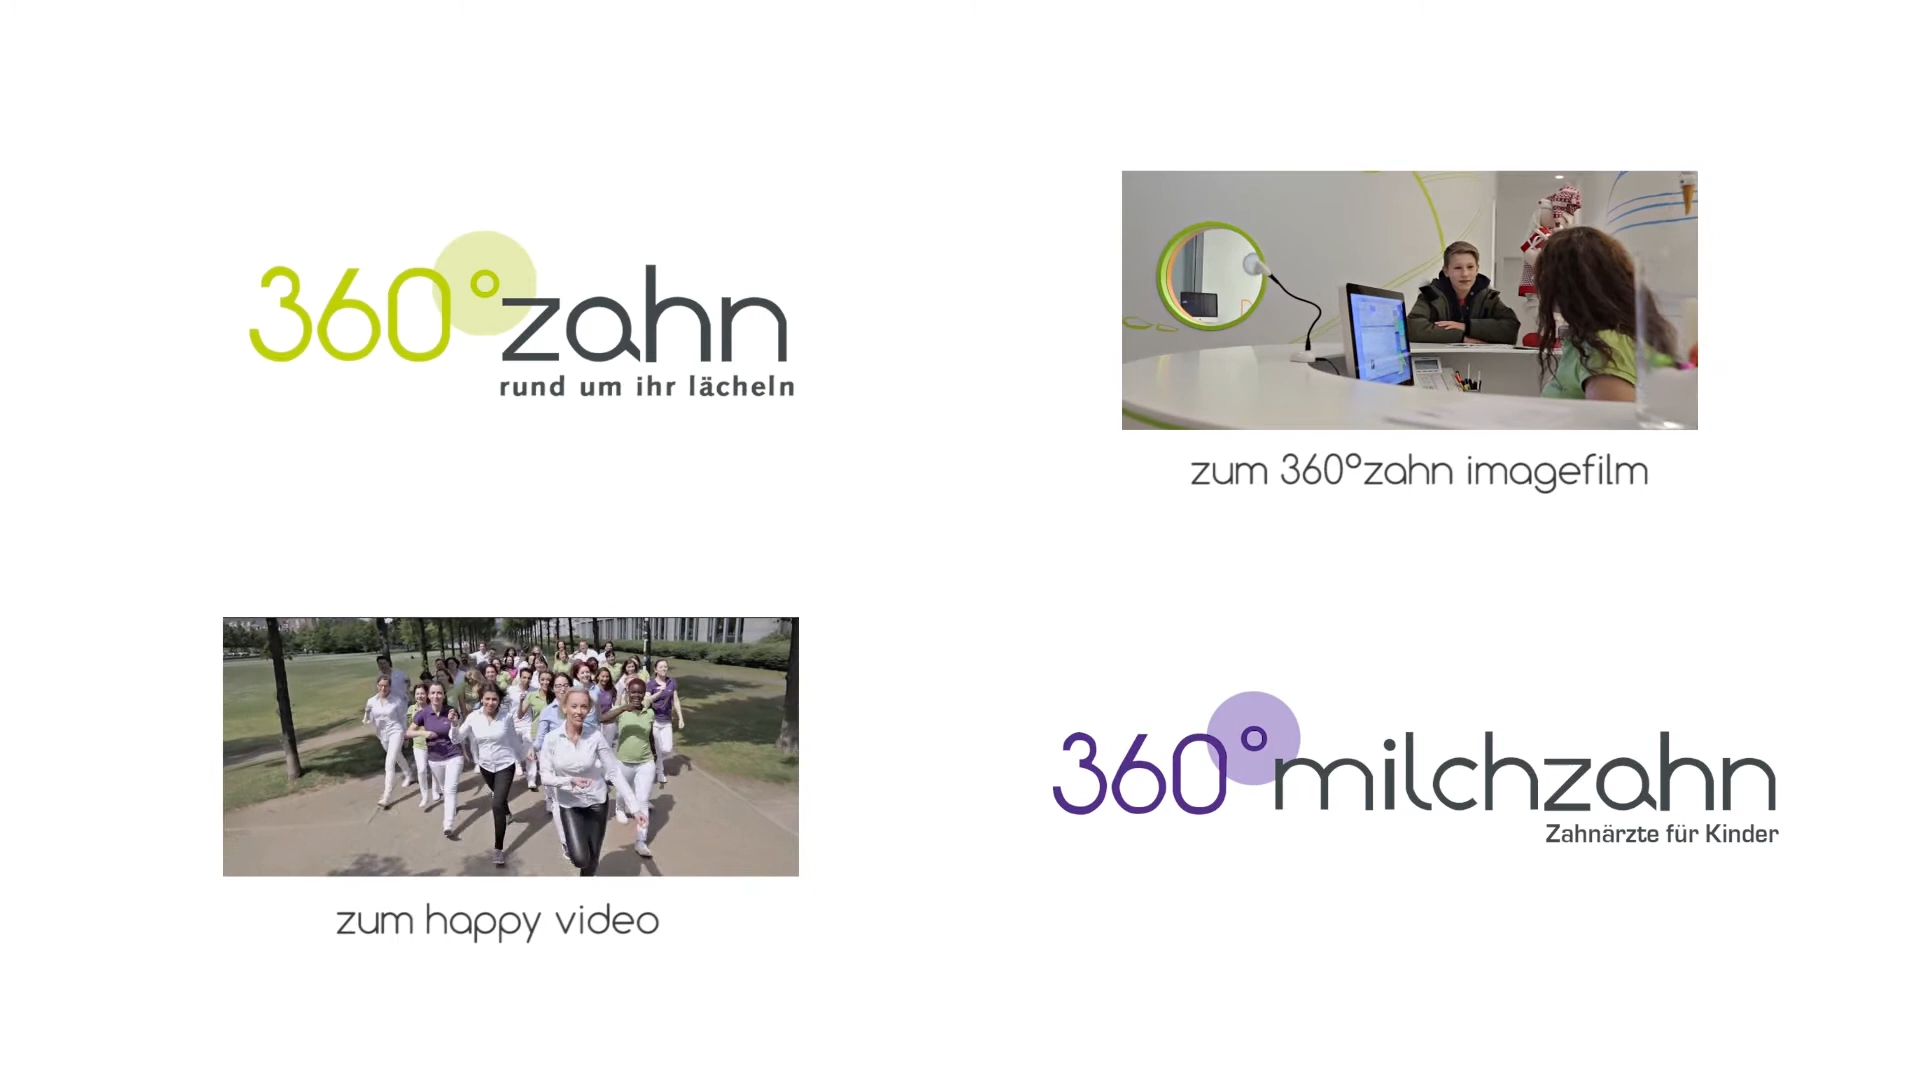 360°zahn
rund um ihr lächeln
zum 360°zahn imagefilm
zum happy video
360°milchzahn
Zahnärzte für Kinder